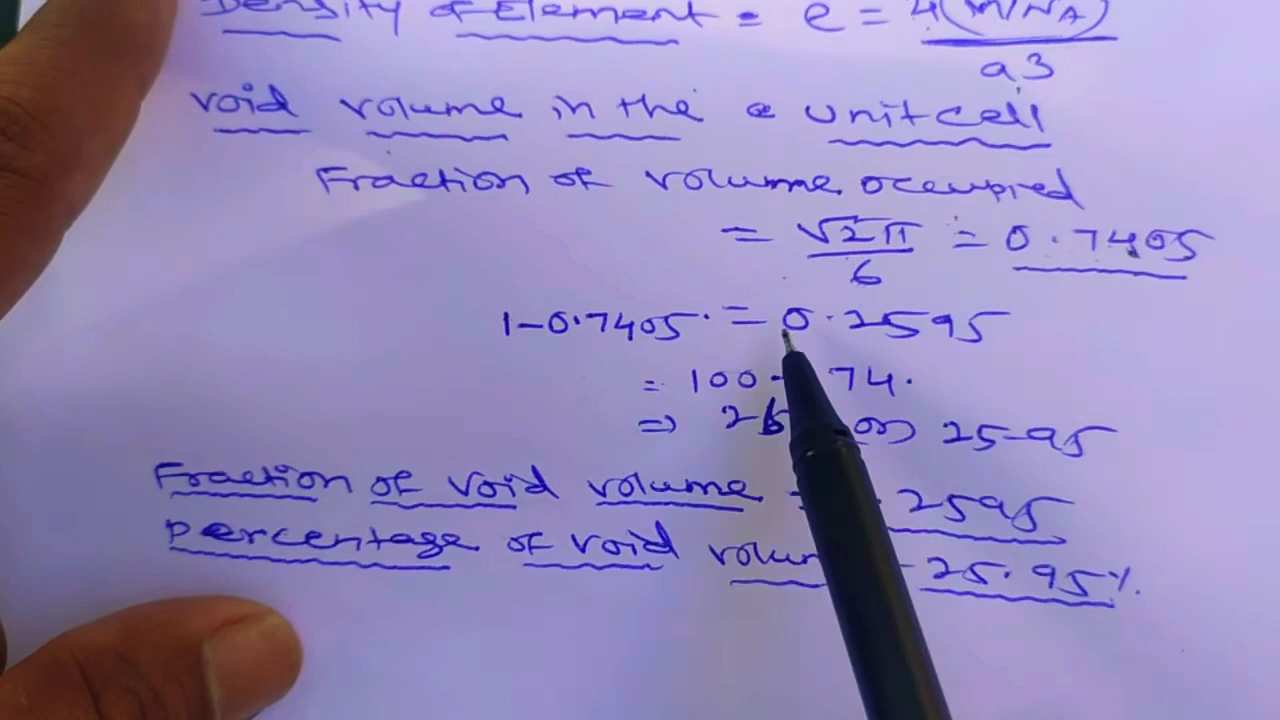 Density of Element = e = 4(M/NA)
a3
void volume in the unit cell
Fraction of volume occupied
= √2π = 0.7405
6
1-0.7405 = 0.2595
= 100 - 74.
=> 26 (or) 25-95
Fraction of void volume 2595
percentage of void 25.95%